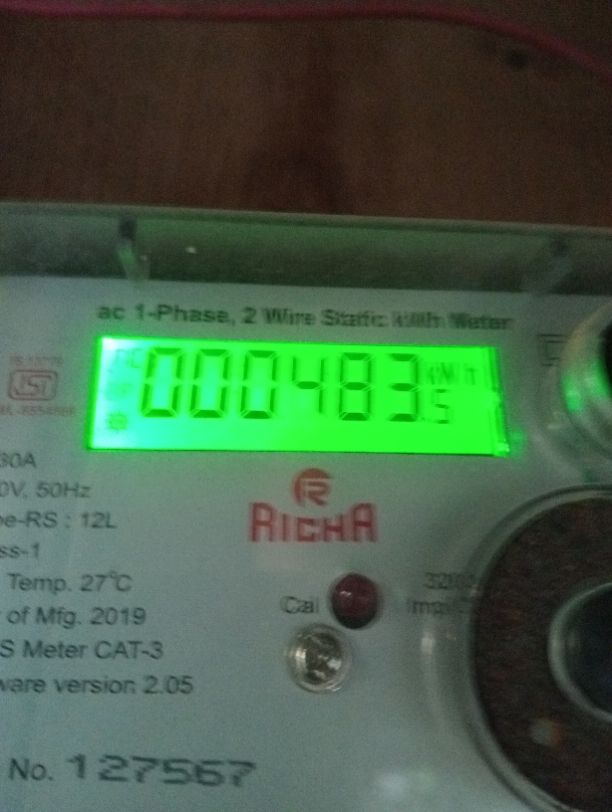 ac 1-Phase, 2 Wire Static kWh Meter
000483.5 kWh
30A
0V, 50Hz
pe-RS : 12L
ss-1
Temp. 27°C
of Mfg. 2019
S Meter CAT-3
ware version 2.05
No. 127567
RICHA
Cal